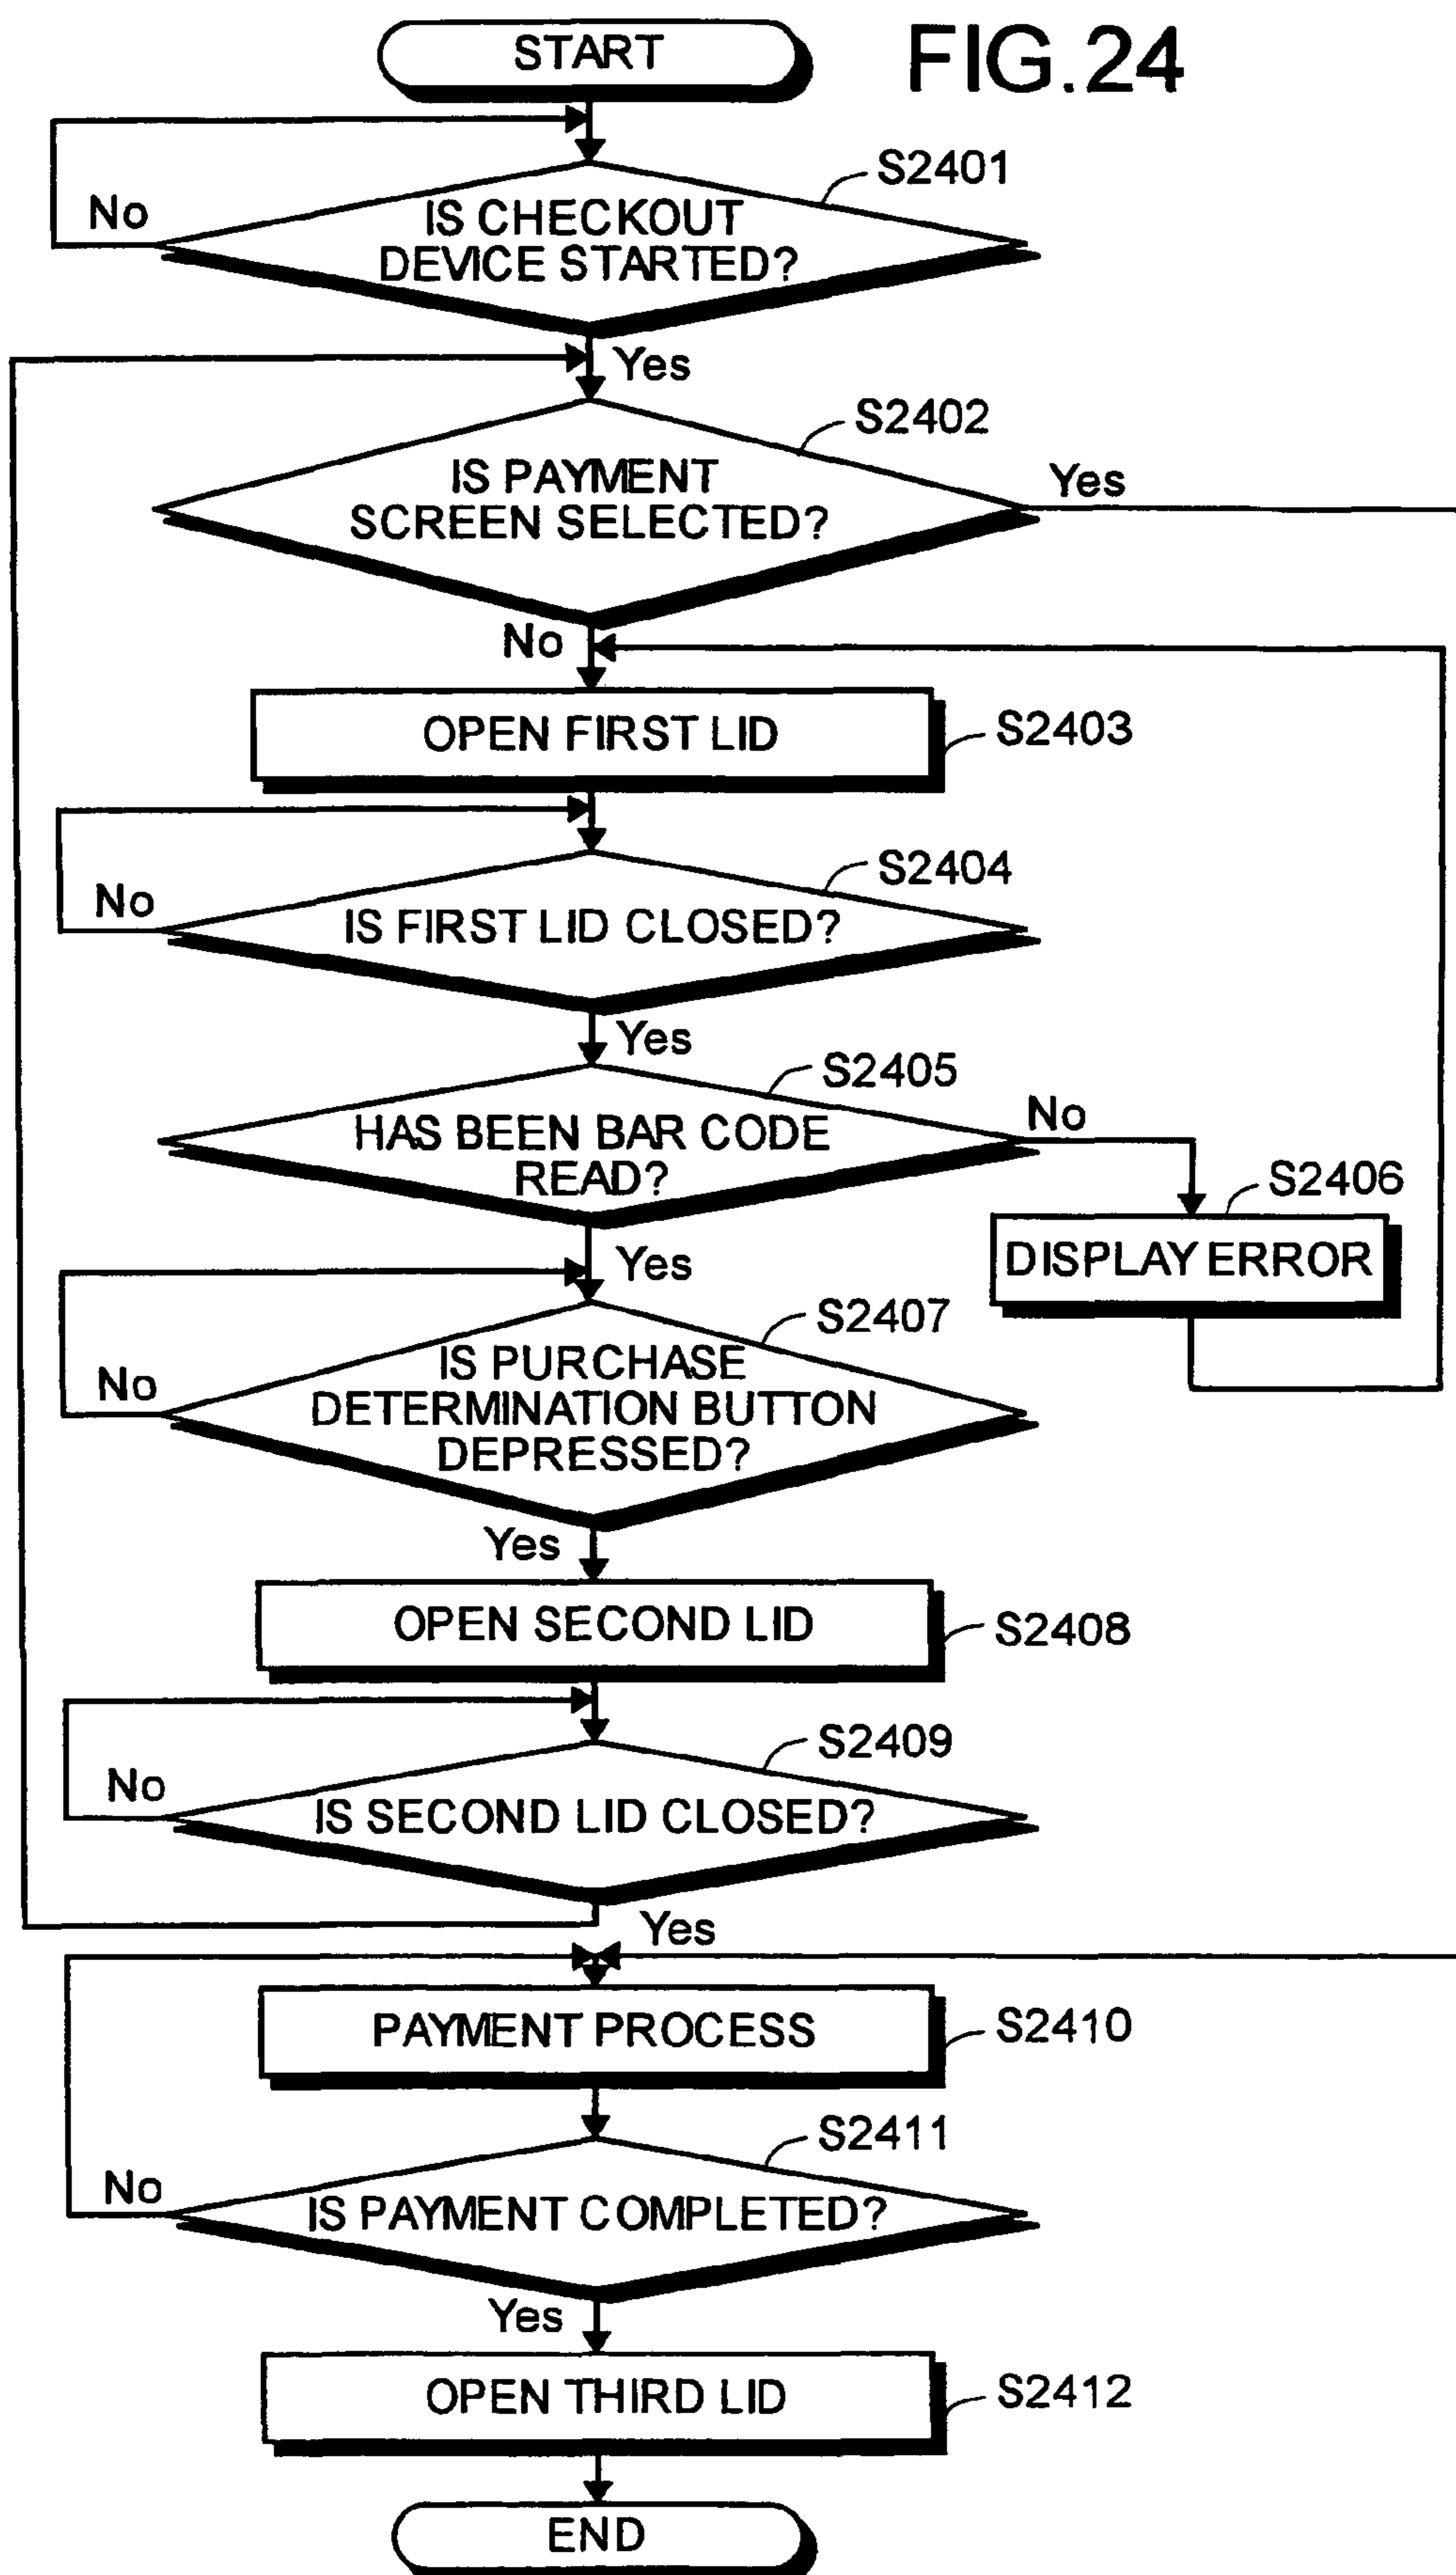 START
FIG.24
S2401
No
IS CHECKOUT
DEVICE STARTED?
Yes
S2402
IS PAYMENT
SCREEN SELECTED?
Yes
No
OPEN FIRST LID
S2403
S2404
No
IS FIRST LID CLOSED?
Yes
S2405
HAS BEEN BAR CODE
READ?
No
S2406
DISPLAY ERROR
Yes
S2407
No
IS PURCHASE
DETERMINATION BUTTON
DEPRESSED?
Yes
OPEN SECOND LID
S2408
S2409
No
IS SECOND LID CLOSED?
Yes
PAYMENT PROCESS
S2410
S2411
No
IS PAYMENT COMPLETED?
Yes
OPEN THIRD LID
S2412
END